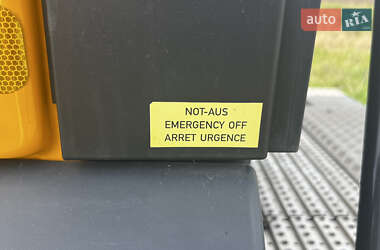 auto RIA
NOT-AUS
EMERGENCY OFF
ARRET URGENCE